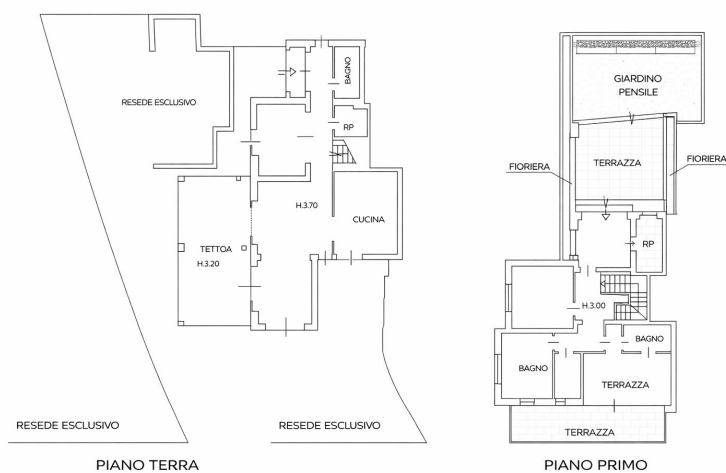 RESEDE ESCLUSIVO
BAGNO
RP
H.3.70
CUCINA
TETTOA
H.3.20
RESEDE ESCLUSIVO
RESEDE ESCLUSIVO
PIANO TERRA
GIARDINO
PENSILE
FIORIERA
TERRAZZA
FIORIERA
RP
H.3.00
BAGNO
BAGNO
TERRAZZA
TERRAZZA
PIANO PRIMO